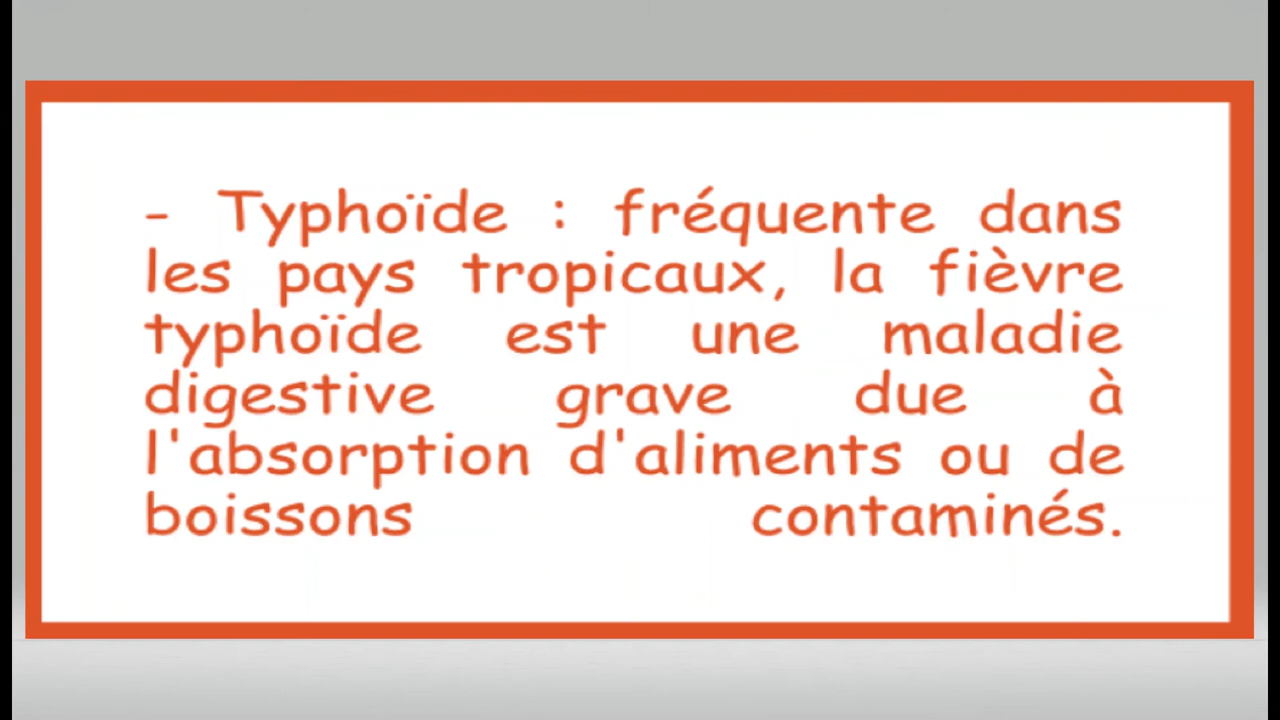 - Typhoïde : fréquente dans
les pays tropicaux, la fièvre
typhoïde est une maladie
digestive grave due à
l'absorption d'aliments ou de
boissons contaminés.